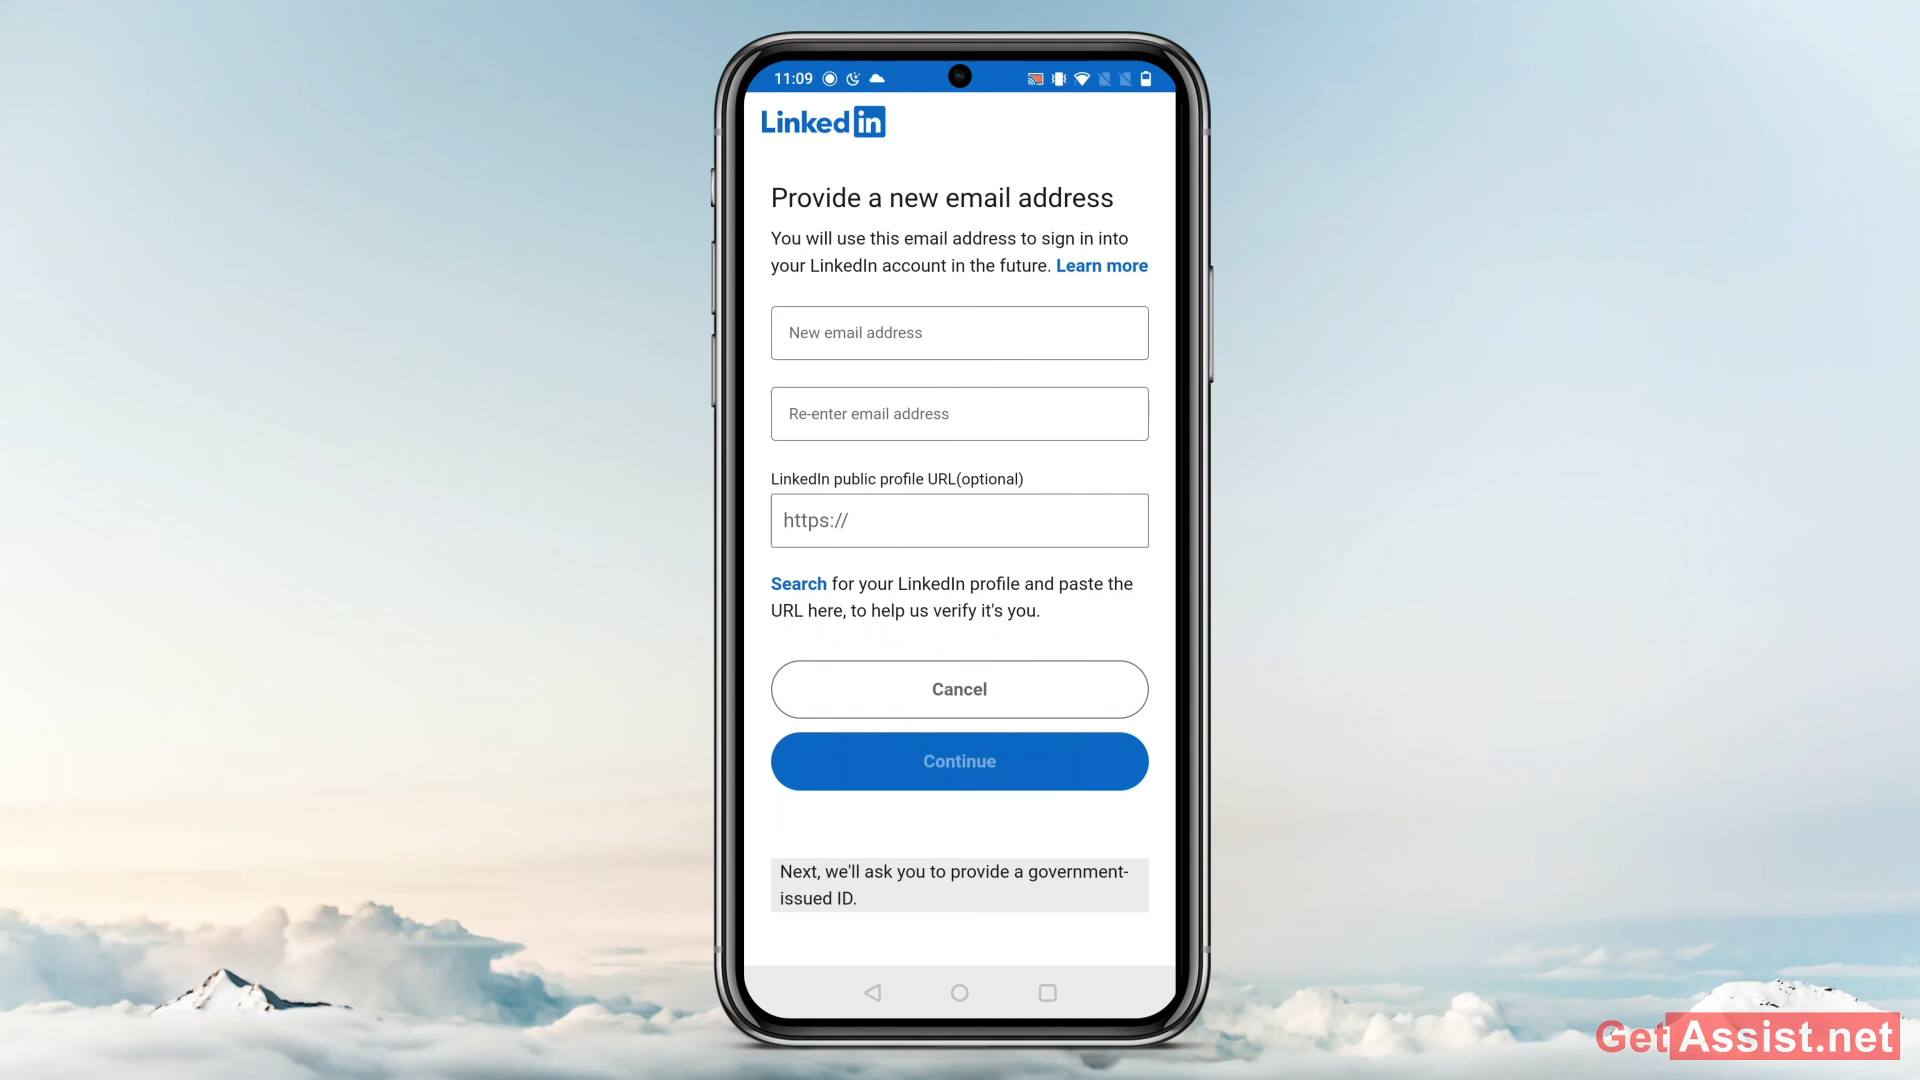 11:09
Linked in
Provide a new email address
You will use this email address to sign in into
your LinkedIn account in the future. Learn more
New email address
Re-enter email address
LinkedIn public profile URL(optional)
https://
Search for your LinkedIn profile and paste the
URL here, to help us verify it's you.
Cancel
Continue
Next, we'll ask you to provide a government-
issued ID.
GetAssist.net